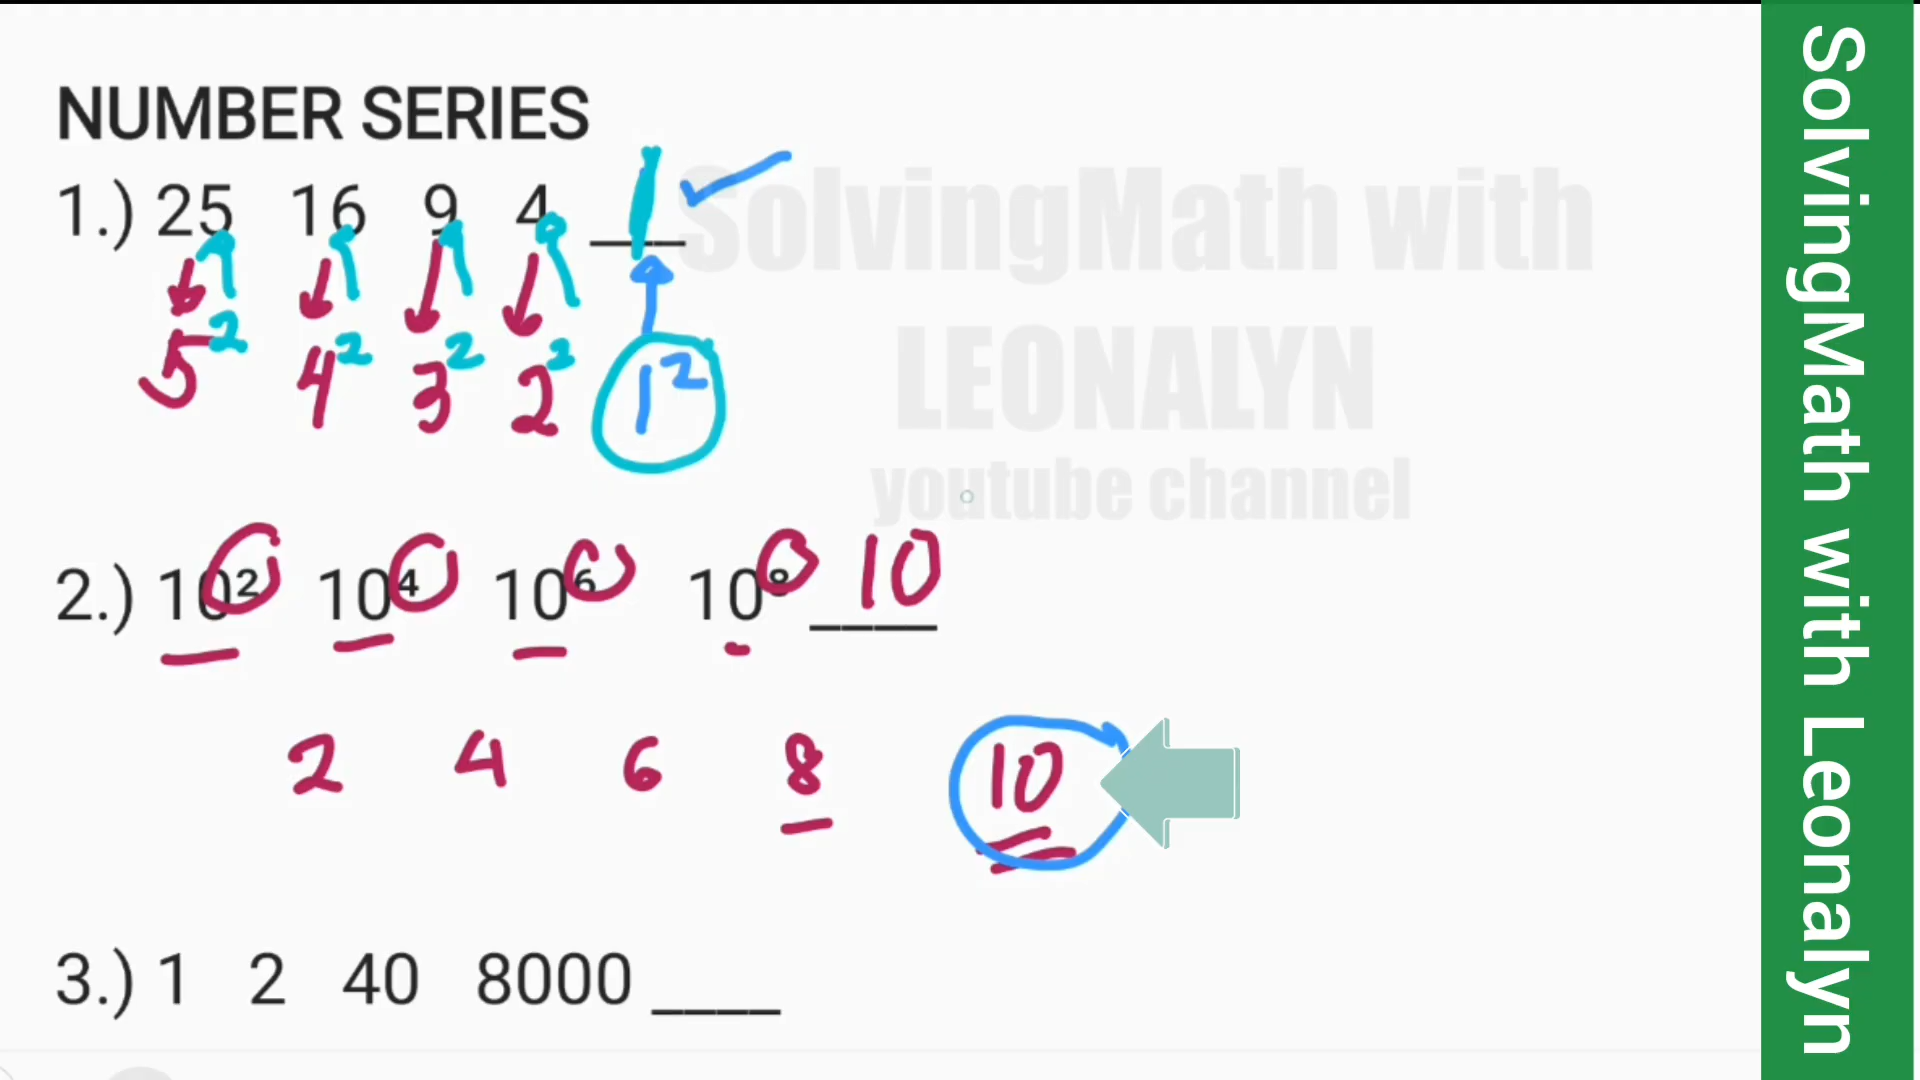 NUMBER SERIES
1.) 25 16 9 4 ___ 1
5² 4² 3² 2² 1²
2.) 10² 10⁴ 10⁶ 10⁸ ____ 10
2 4 6 8 10
3.) 1 2 40 8000 ____
SolvingMath with
LEONALYN
youtube channel
SolvingMath with Leonalyn